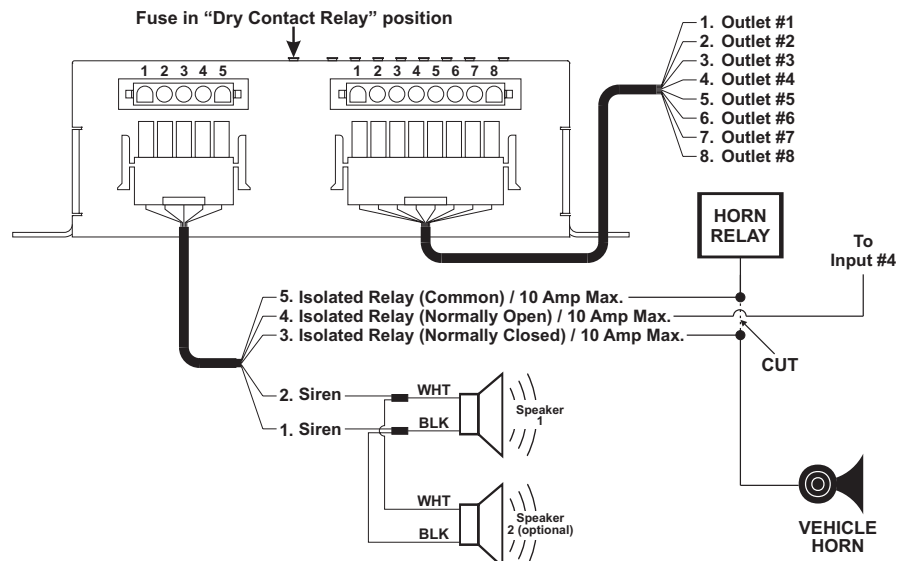 Fuse in “Dry Contact Relay” position
1 2 3 4 5
1 2 3 4 5 6 7 8
1. Outlet #1
2. Outlet #2
3. Outlet #3
4. Outlet #4
5. Outlet #5
6. Outlet #6
7. Outlet #7
8. Outlet #8
HORN
RELAY
To
Input #4
5. Isolated Relay (Common) / 10 Amp Max.
4. Isolated Relay (Normally Open) / 10 Amp Max.
3. Isolated Relay (Normally Closed) / 10 Amp Max.
CUT
2. Siren
1. Siren
WHT
BLK
Speaker
1
WHT
BLK
Speaker
2 (optional)
VEHICLE
HORN